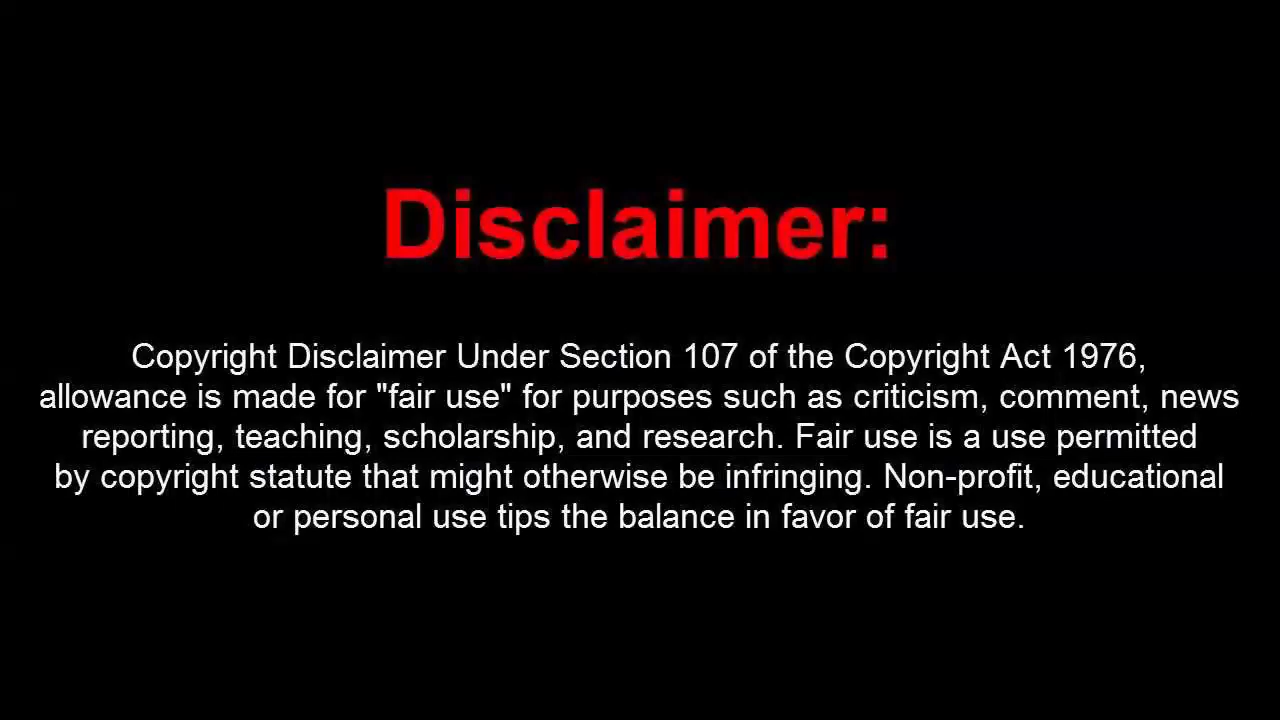 Disclaimer:
Copyright Disclaimer Under Section 107 of the Copyright Act 1976,
allowance is made for "fair use" for purposes such as criticism, comment, news
reporting, teaching, scholarship, and research. Fair use is a use permitted
by copyright statute that might otherwise be infringing. Non-profit, educational
or personal use tips the balance in favor of fair use.